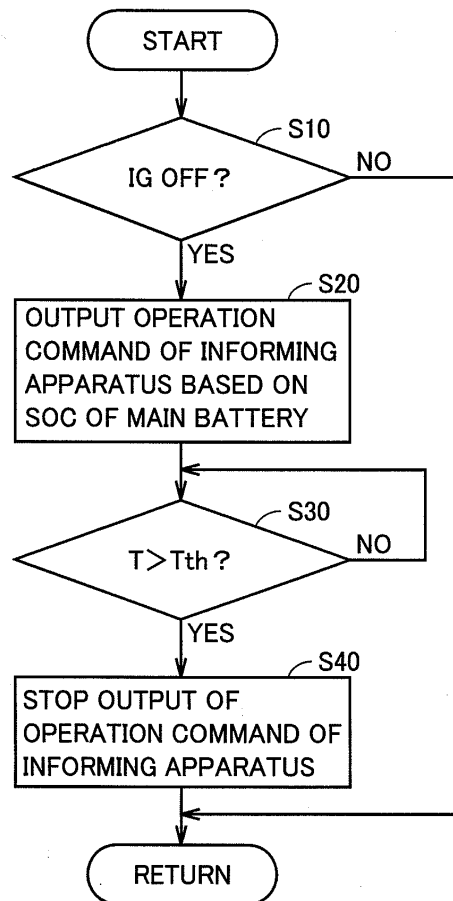 START
S10
IG OFF?
NO
YES
S20
OUTPUT OPERATION
COMMAND OF INFORMING
APPARATUS BASED ON
SOC OF MAIN BATTERY
S30
T>Tth?
NO
YES
S40
STOP OUTPUT OF
OPERATION COMMAND OF
INFORMING APPARATUS
RETURN